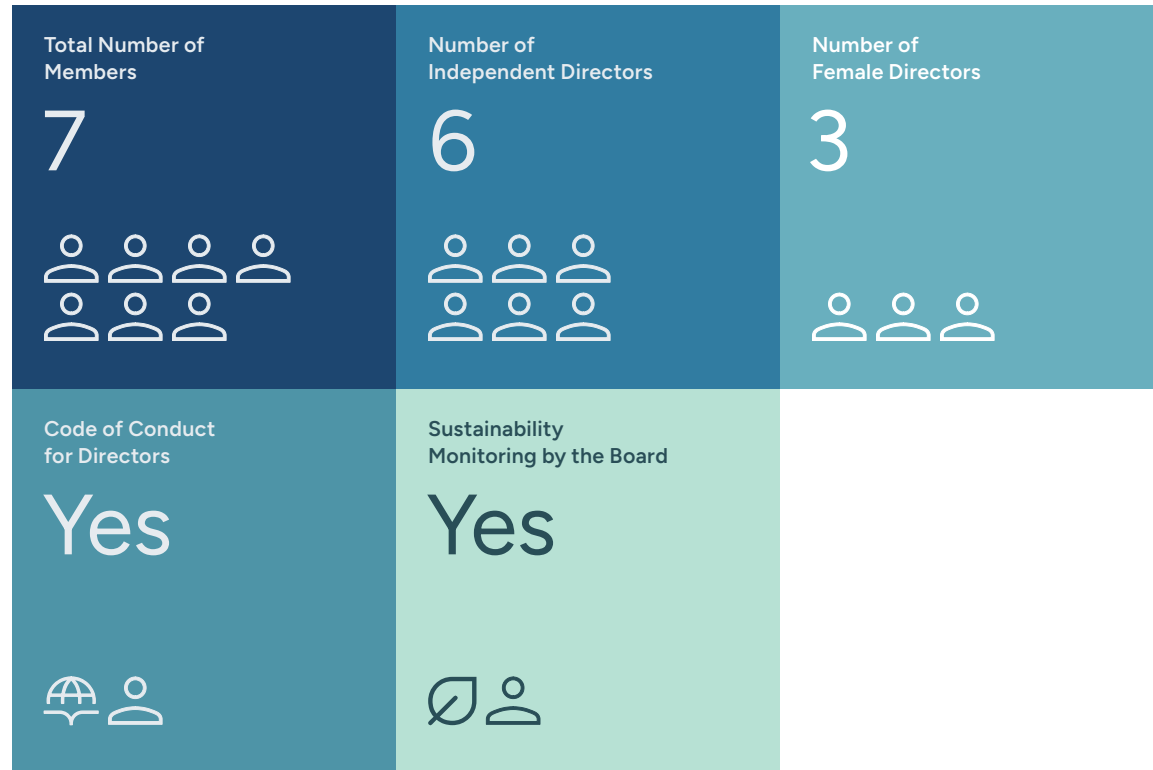 Total Number of
Members
7
Number of
Independent Directors
6
Number of
Female Directors
3
Code of Conduct
for Directors
Yes
Sustainability
Monitoring by the Board
Yes